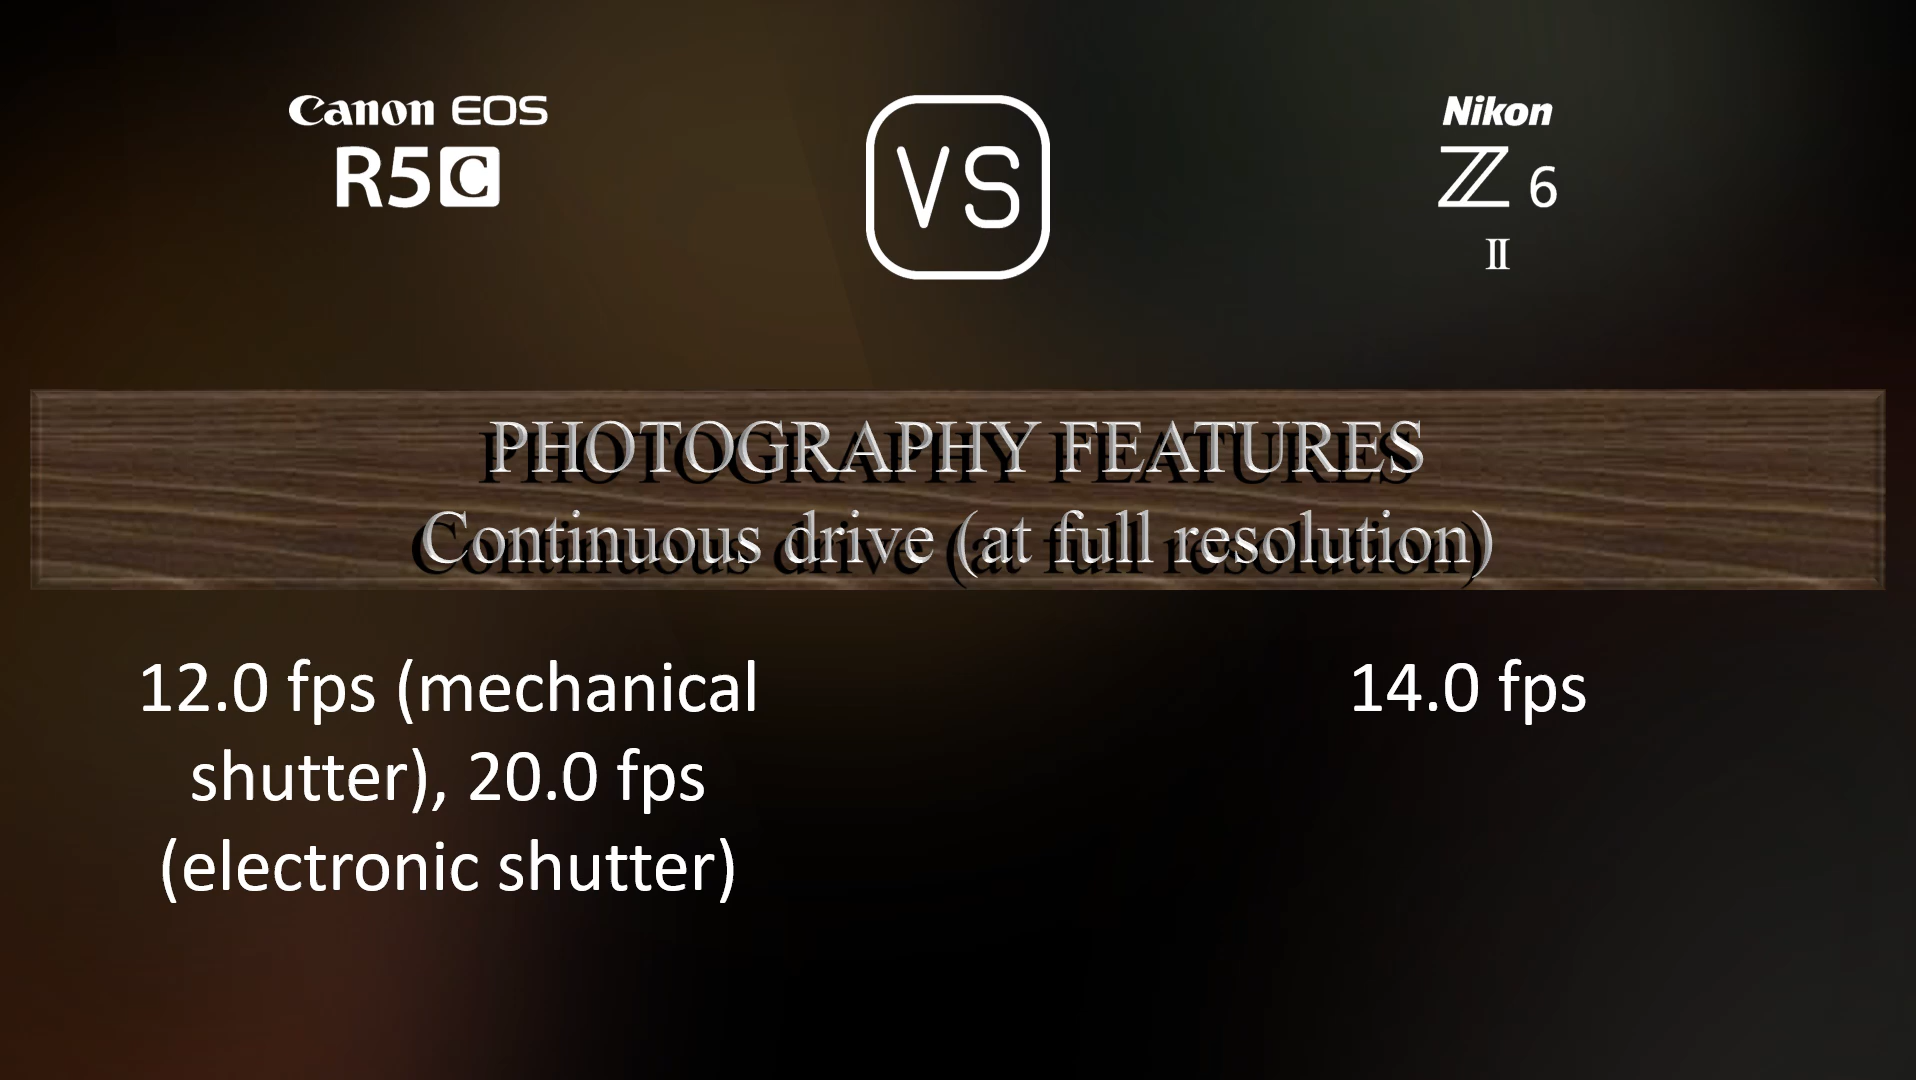 Canon EOS
R5 C
VS
Nikon
Z 6
II
PHOTOGRAPHY FEATURES
Continuous drive (at full resolution)
12.0 fps (mechanical
shutter), 20.0 fps
(electronic shutter)
14.0 fps